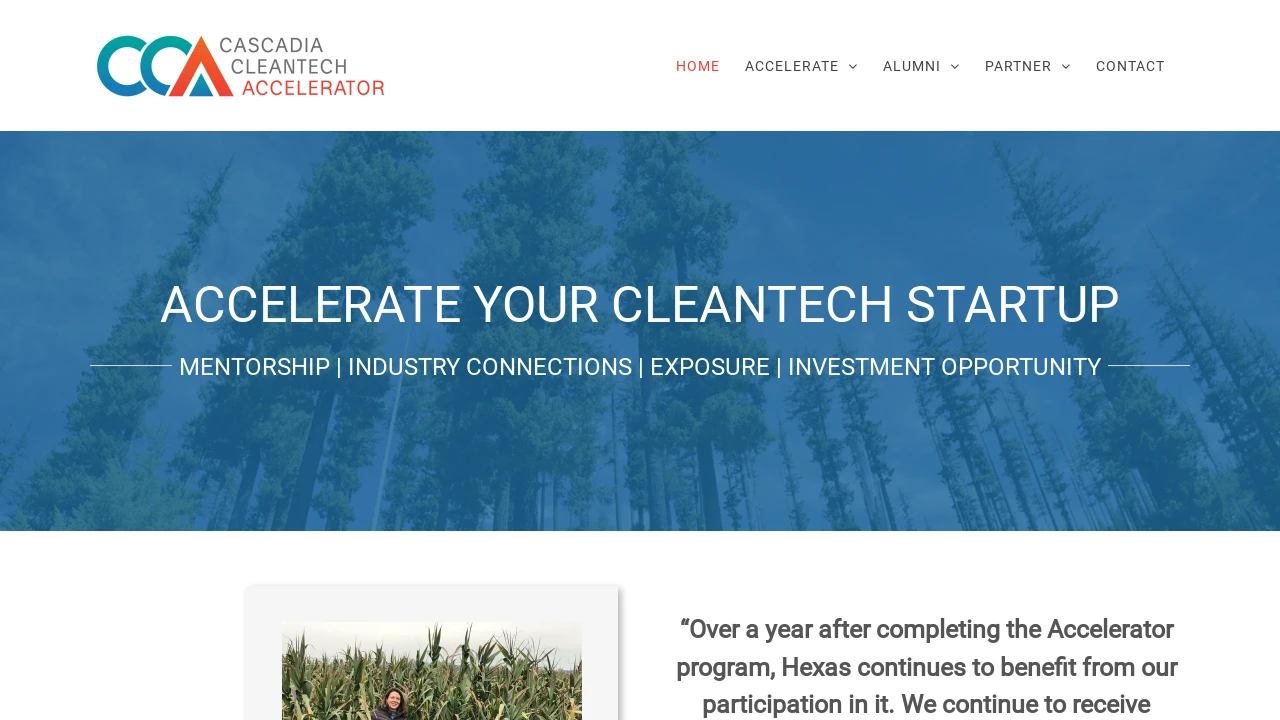 CCA
CASCADIA
CLEANTECH
ACCELERATOR
HOME ACCELERATE ALUMNI PARTNER CONTACT
ACCELERATE YOUR CLEANTECH STARTUP
MENTORSHIP | INDUSTRY CONNECTIONS | EXPOSURE | INVESTMENT OPPORTUNITY
“Over a year after completing the Accelerator
program, Hexas continues to benefit from our
participation in it. We continue to receive